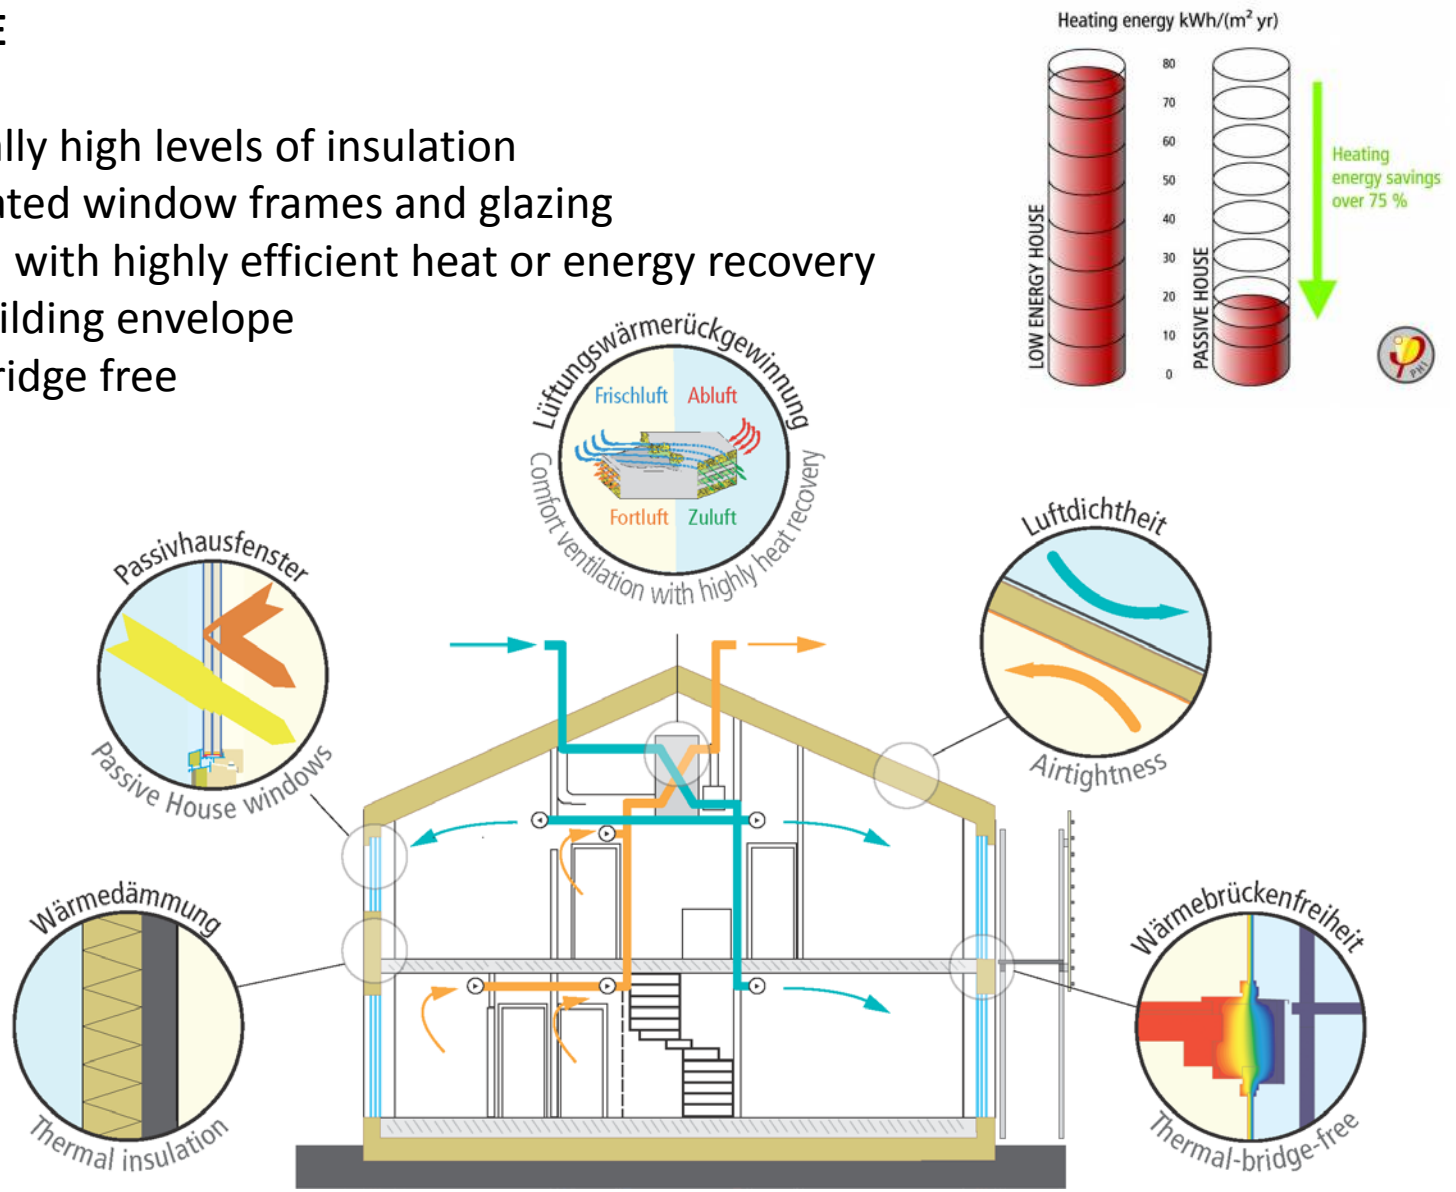 E
ally high levels of insulation
ated window frames and glazing
with highly efficient heat or energy recovery
ilding envelope
ridge free
Heating energy kWh/(m² yr)
80
70
60
50
40
30
20
10
0
LOW ENERGY HOUSE
PASSIVE HOUSE
Heating
energy savings
over 75 %
PHI
Lüftungswärmerückgewinnung
Frischluft Abluft
Fortluft Zuluft
Comfort ventilation with highly heat recovery
Passivhausfenster
Passive House windows
Luftdichtheit
Airtightness
Wärmedämmung
Thermal insulation
Wärmebrückenfreiheit
Thermal-bridge-free